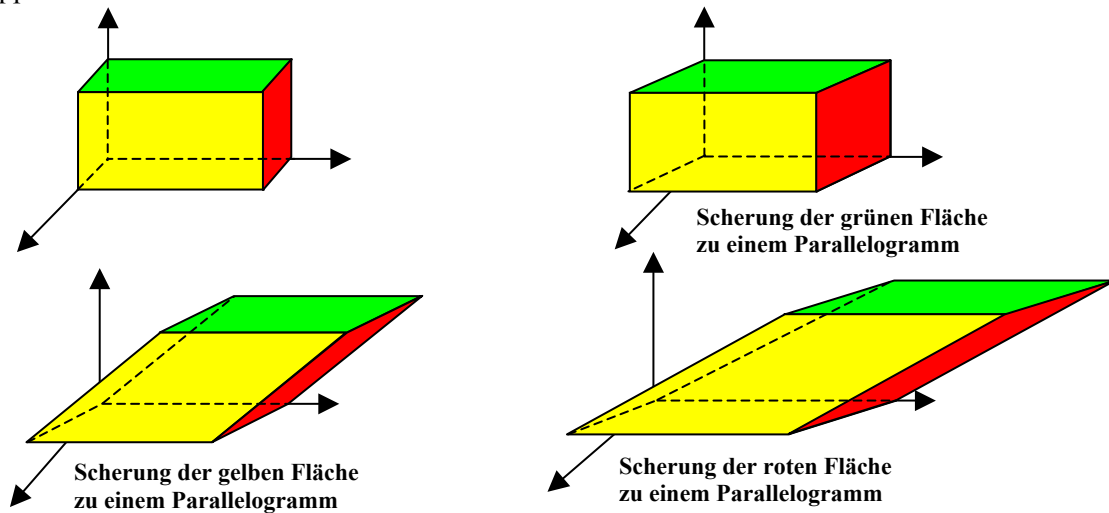 Scherung der grünen Fläche
zu einem Parallelogramm
Scherung der gelben Fläche
zu einem Parallelogramm
Scherung der roten Fläche
zu einem Parallelogramm